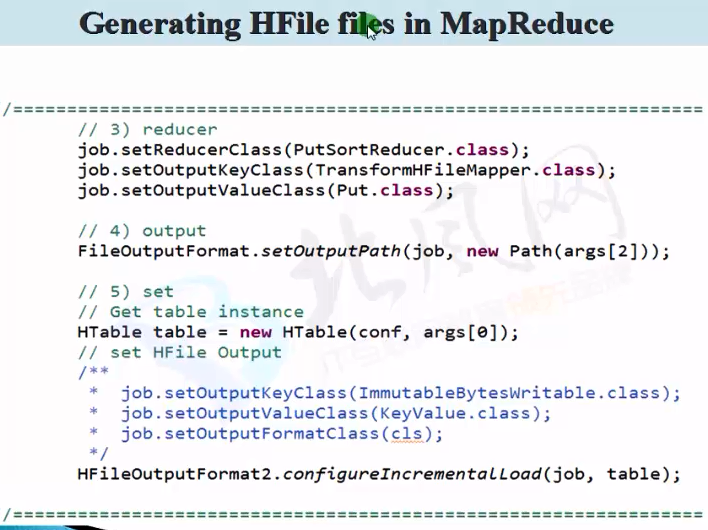 Generating HFile files in MapReduce
/================================================================
// 3) reducer
job.setReducerClass(PutSortReducer.class);
job.setOutputKeyClass(TransformHFileMapper.class);
job.setOutputValueClass(Put.class);
// 4) output
FileOutputFormat.setOutputPath(job, new Path(args[2]));
// 5) set
// Get table instance
HTable table = new HTable(conf, args[0]);
// set HFile Output
/**
* job.setOutputKeyClass(ImmutableBytesWritable.class);
* job.setOutputValueClass(KeyValue.class);
* job.setOutputFormatClass(cls);
*/
HFileOutputFormat2.configureIncrementalLoad(job, table);
/================================================================
北风网